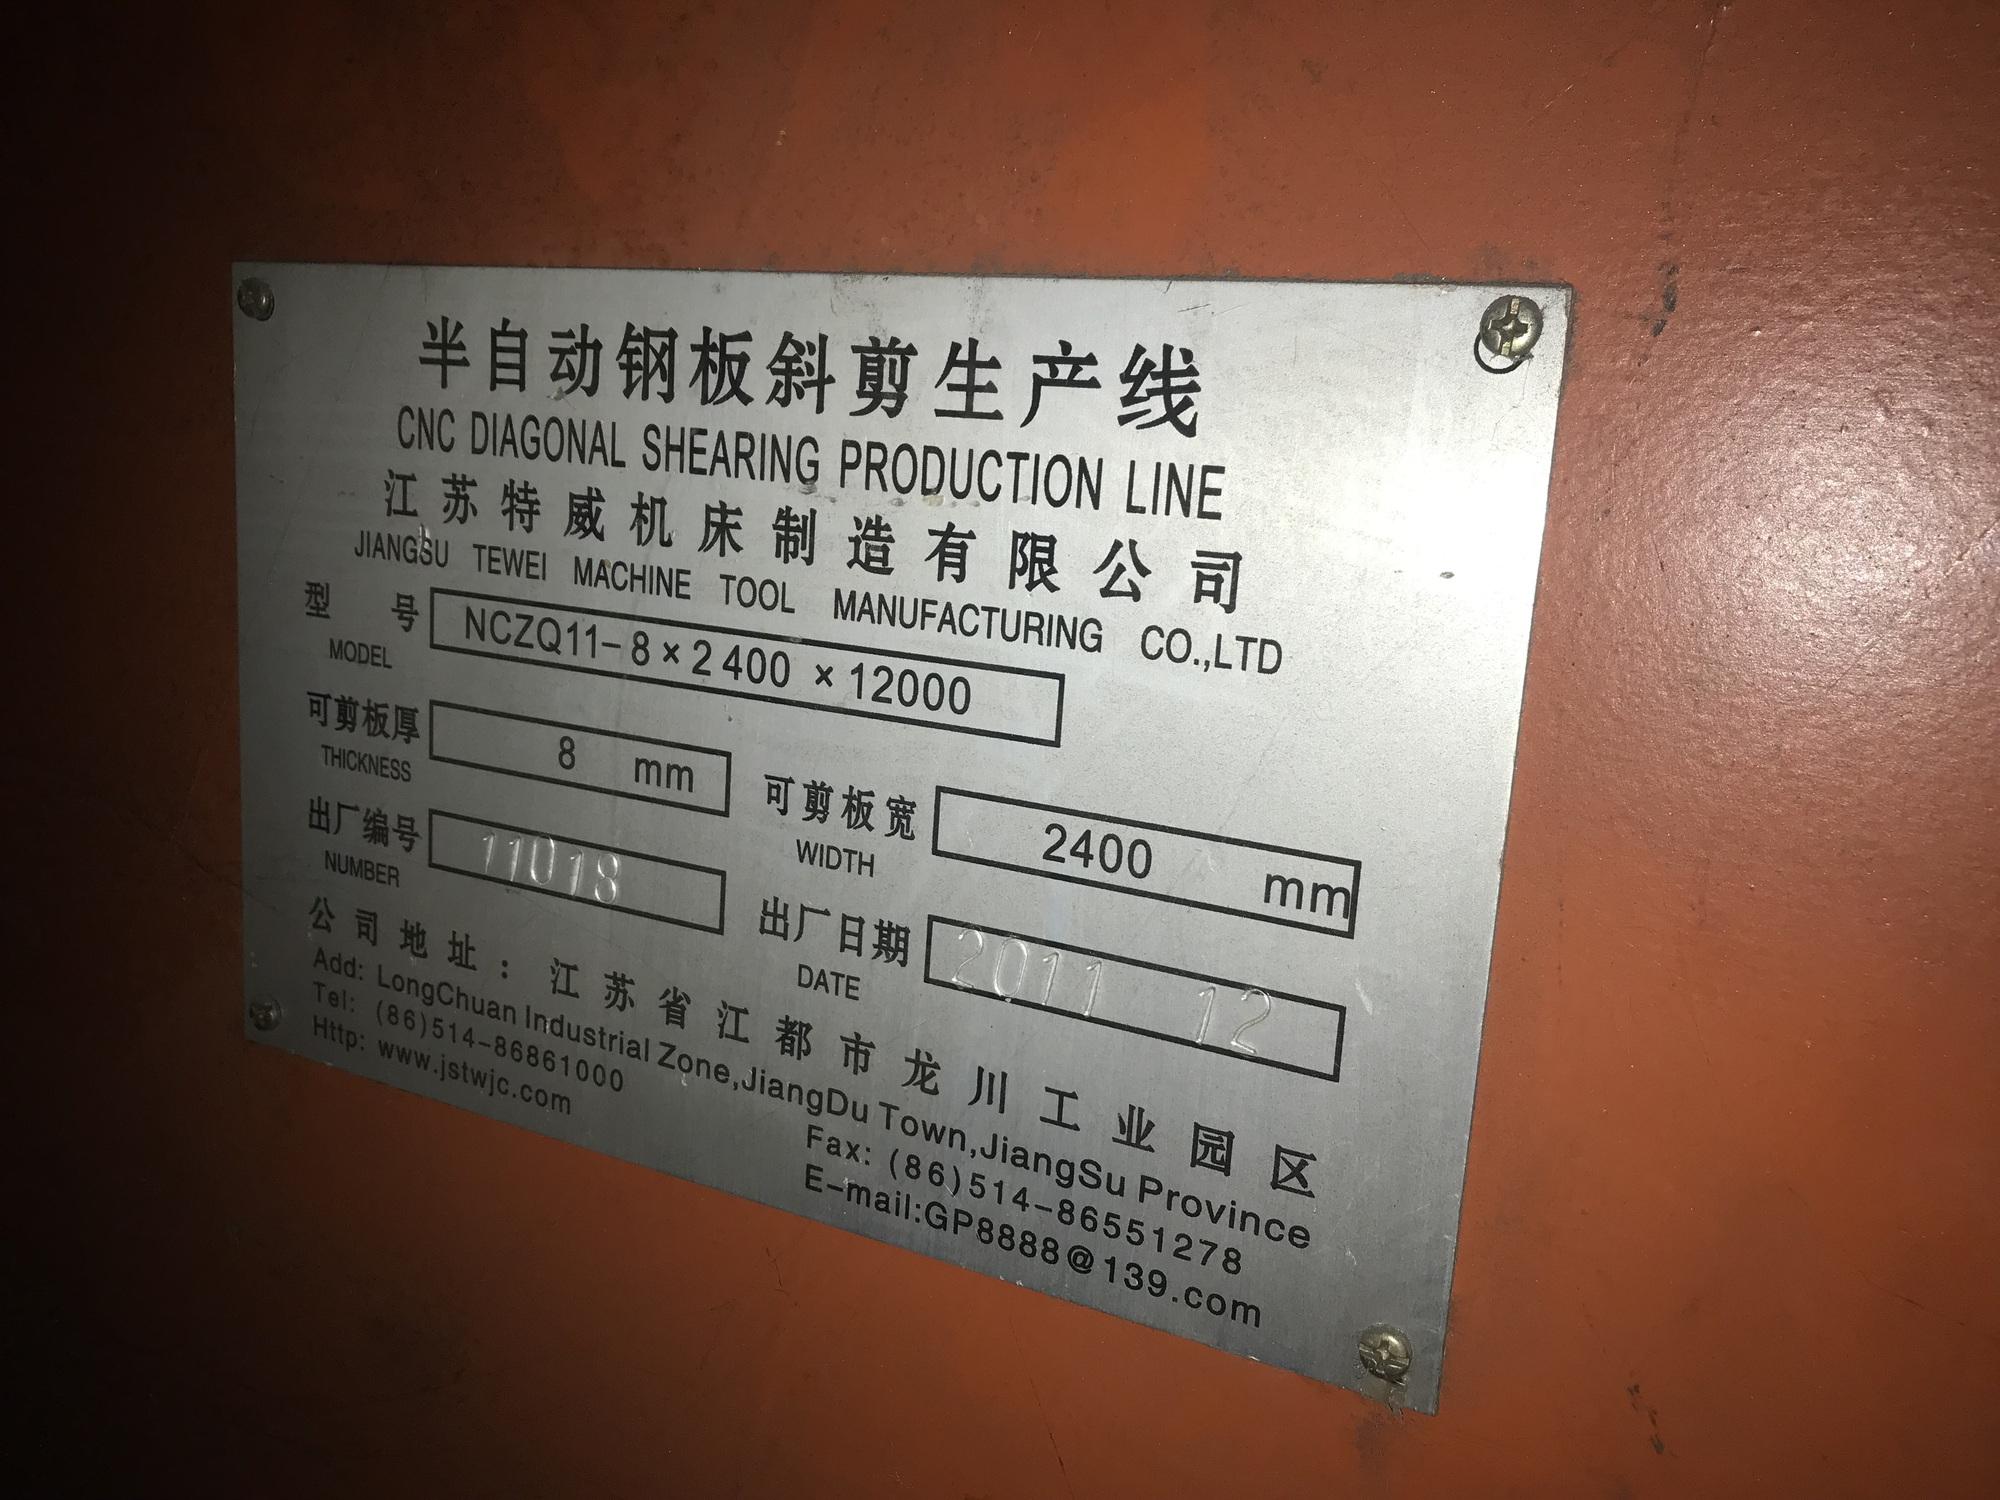 半自动钢板斜剪生产线
CNC DIAGONAL SHEARING PRODUCTION LINE
江苏特威机床制造有限公司
JIANGSU TEWEI MACHINE TOOL MANUFACTURING CO.,LTD
型号 NCZQ11-8×2400×12000
MODEL
可剪板厚 8 mm
THICKNESS
可剪板宽 2400 mm
WIDTH
出厂编号 11018
NUMBER
出厂日期 2011 12
DATE
公司地址：江苏省江都市龙川工业园区
Add: LongChuan Industrial Zone,JiangDu Town,JiangSu Province
Tel: (86)514-86861000 Fax: (86)514-86551278
Http: www.jstwjc.com E-mail:GP8888@139.com